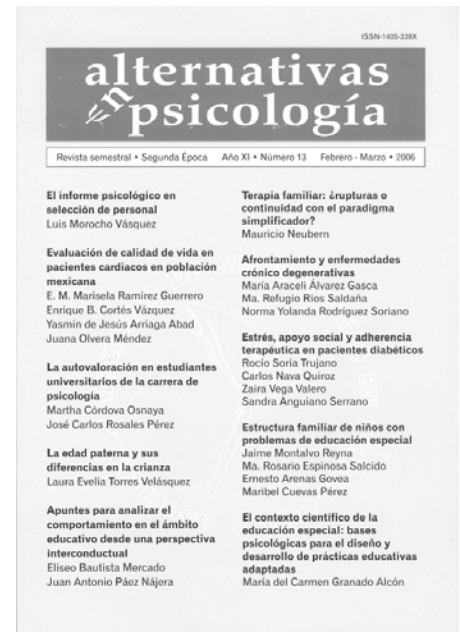 ISSN-1405-339X
alternativas
en psicología
Revista semestral • Segunda Época Año XI • Número 13 Febrero - Marzo • 2006
El informe psicológico en
selección de personal
Luis Morocho Vásquez
Evaluación de calidad de vida en
pacientes cardiacos en población
mexicana
E. M. Marisela Ramírez Guerrero
Enrique B. Cortés Vázquez
Yasmín de Jesús Arriaga Abad
Juana Olvera Méndez
La autovaloración en estudiantes
universitarios de la carrera de
psicología
Martha Córdova Osnaya
José Carlos Rosales Pérez
La edad paterna y sus
diferencias en la crianza
Laura Evelia Torres Velásquez
Apuntes para analizar el
comportamiento en el ámbito
educativo desde una perspectiva
interconductual
Eliseo Bautista Mercado
Juan Antonio Páez Nájera
Terapia familiar: ¿rupturas o
continuidad con el paradigma
simplificador?
Mauricio Neubern
Afrontamiento y enfermedades
crónico degenerativas
María Araceli Álvarez Gasca
Ma. Refugio Ríos Saldaña
Norma Yolanda Rodríguez Soriano
Estrés, apoyo social y adherencia
terapéutica en pacientes diabéticos
Rocío Soria Trujano
Carlos Nava Quiroz
Zaira Vega Valero
Sandra Anguiano Serrano
Estructura familiar de niños con
problemas de educación especial
Jaime Montalvo Reyna
Ma. Rosario Espinosa Salcido
Ernesto Arenas Govea
Maribel Cuevas Pérez
El contexto científico de la
educación especial: bases
psicológicas para el diseño y
desarrollo de prácticas educativas
adaptadas
María del Carmen Granado Alcón